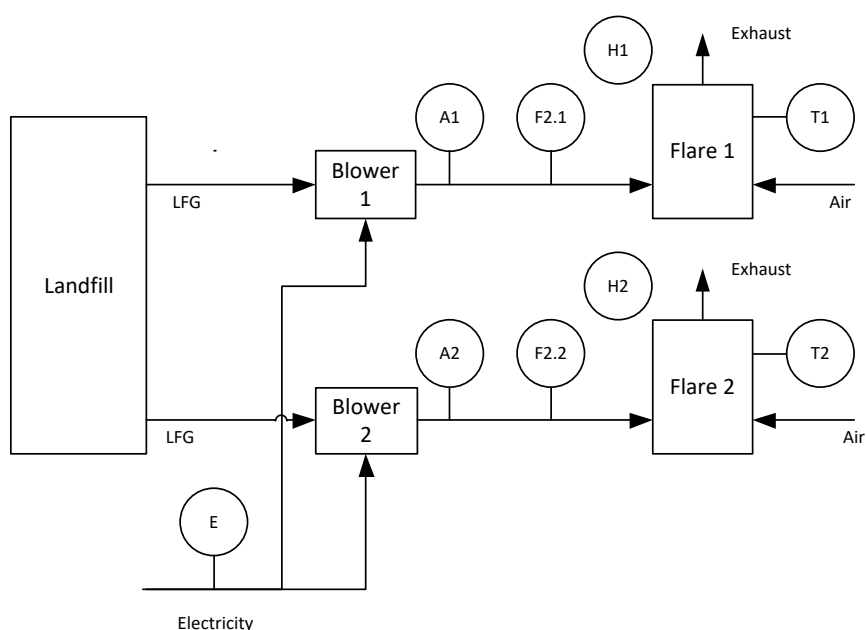 H1
Exhaust
A1
F2.1
T1
Flare 1
Blower
1
LFG
Air
H2
Exhaust
Landfill
A2
F2.2
T2
Flare 2
Blower
2
LFG
Air
E
Electricity